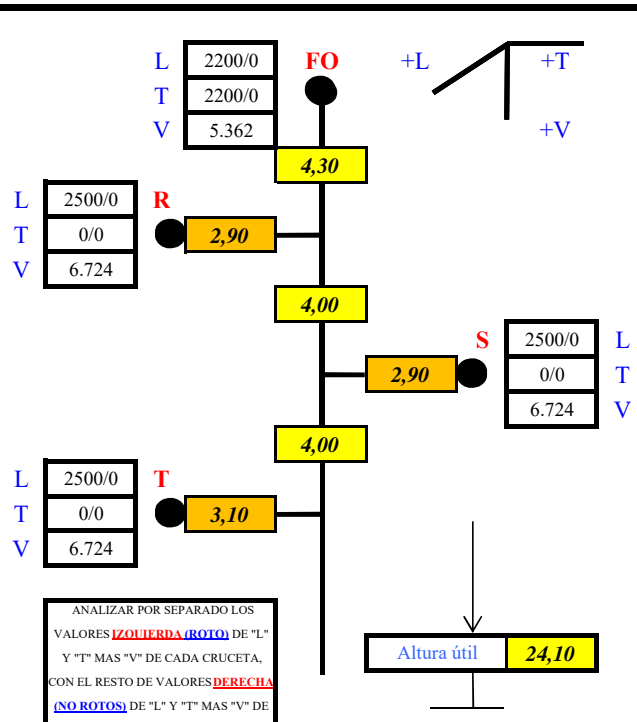 L 2200/0 FO +L +T
T 2200/0
V 5.362 +V
4,30
L 2500/0 R
T 0/0 2,90
V 6.724
4,00
S 2500/0 L
2,90 0/0 T
6.724 V
4,00
L 2500/0 T
T 0/0 3,10
V 6.724
ANALIZAR POR SEPARADO LOS
VALORES IZQUIERDA (ROTO) DE "L"
Y "T" MAS "V" DE CADA CRUCETA,
CON EL RESTO DE VALORES DERECHA
(NO ROTOS) DE "L" Y "T" MAS "V" DE
Altura útil 24,10